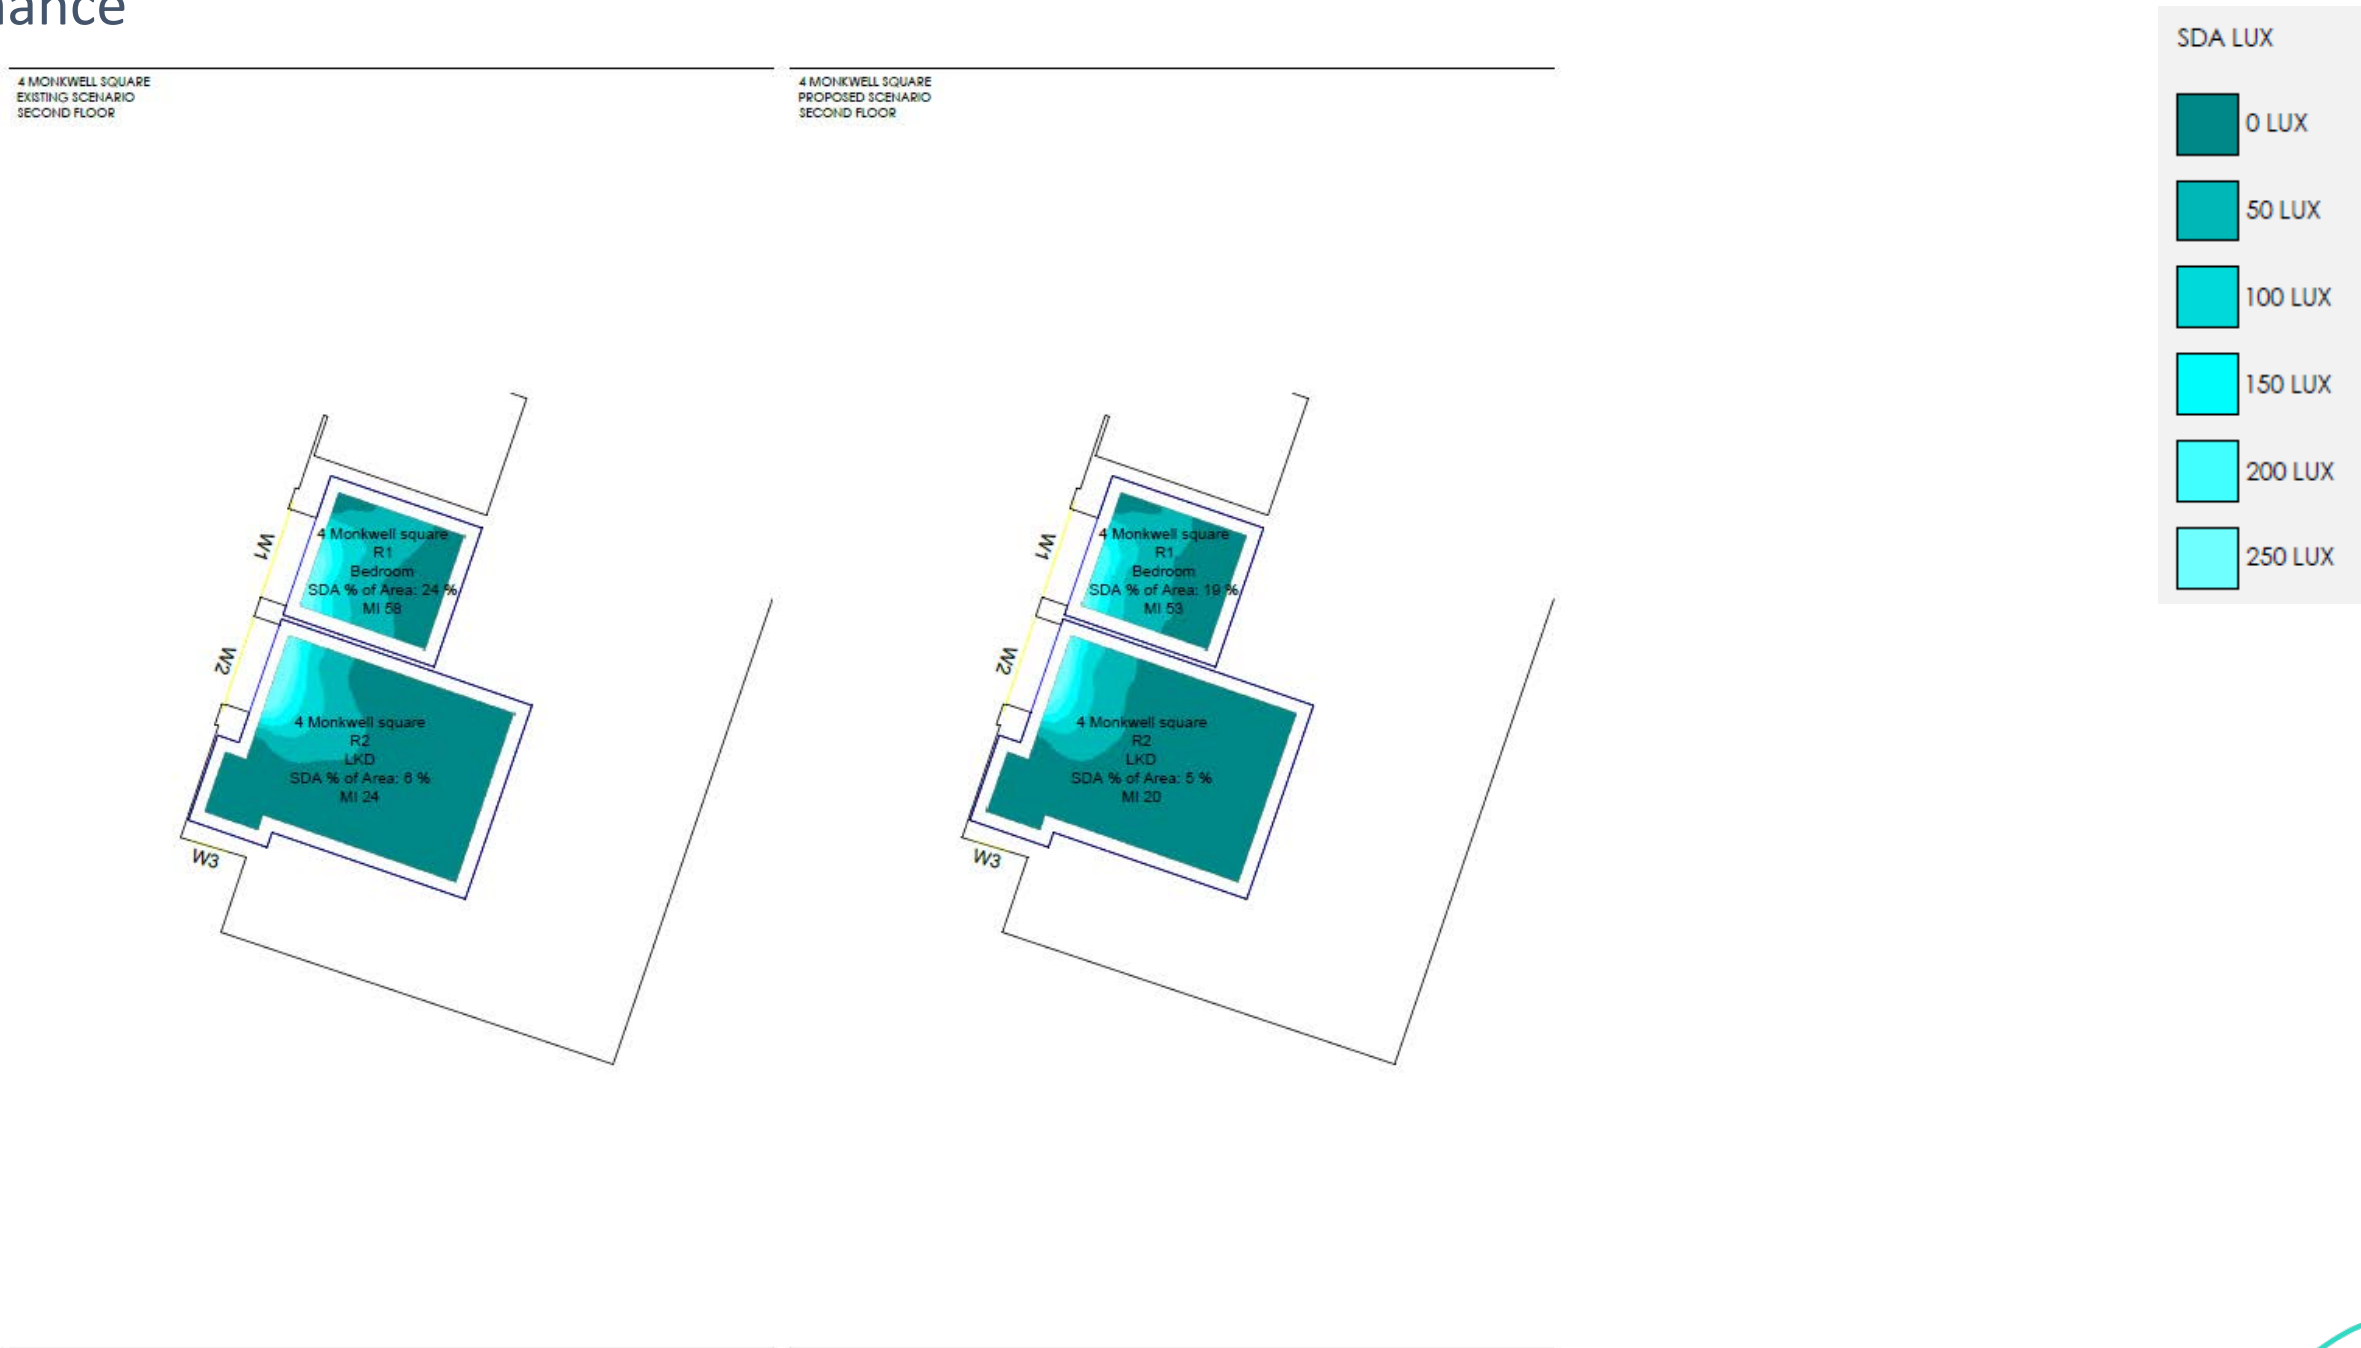 4 MONKWELL SQUARE
EXISTING SCENARIO
SECOND FLOOR
W1
W2
W3
4 Monkwell square
R1
Bedroom
SDA % of Area: 24 %
MI 58
4 Monkwell square
R2
LKD
SDA % of Area: 6 %
MI 24
4 MONKWELL SQUARE
PROPOSED SCENARIO
SECOND FLOOR
W1
W2
W3
4 Monkwell square
R1
Bedroom
SDA % of Area: 19 %
MI 53
4 Monkwell square
R2
LKD
SDA % of Area: 5 %
MI 20
SDA LUX
0 LUX
50 LUX
100 LUX
150 LUX
200 LUX
250 LUX